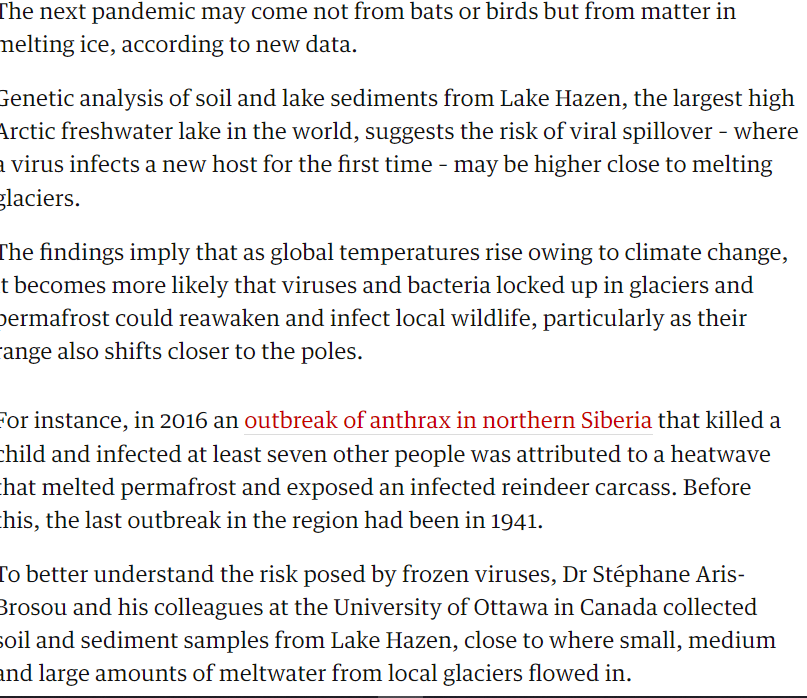 The next pandemic may come not from bats or birds but from matter in
melting ice, according to new data.
Genetic analysis of soil and lake sediments from Lake Hazen, the largest high
Arctic freshwater lake in the world, suggests the risk of viral spillover – where
a virus infects a new host for the first time – may be higher close to melting
glaciers.
The findings imply that as global temperatures rise owing to climate change,
it becomes more likely that viruses and bacteria locked up in glaciers and
permafrost could reawaken and infect local wildlife, particularly as their
range also shifts closer to the poles.
For instance, in 2016 an outbreak of anthrax in northern Siberia that killed a
child and infected at least seven other people was attributed to a heatwave
that melted permafrost and exposed an infected reindeer carcass. Before
this, the last outbreak in the region had been in 1941.
To better understand the risk posed by frozen viruses, Dr Stéphane Aris-
Brosou and his colleagues at the University of Ottawa in Canada collected
soil and sediment samples from Lake Hazen, close to where small, medium
and large amounts of meltwater from local glaciers flowed in.